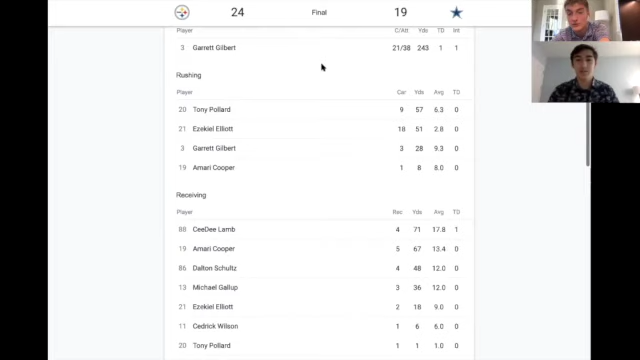 24 Final 19
Player C/Att Yds TD Int
3 Garrett Gilbert 21/38 243 1 1
Rushing
Player Car Yds Avg TD
20 Tony Pollard 9 57 6.3 0
21 Ezekiel Elliott 18 51 2.8 0
3 Garrett Gilbert 3 28 9.3 0
19 Amari Cooper 1 8 8.0 0
Receiving
Player Rec Yds Avg TD
88 CeeDee Lamb 4 71 17.8 1
19 Amari Cooper 5 67 13.4 0
86 Dalton Schultz 4 48 12.0 0
13 Michael Gallup 3 36 12.0 0
21 Ezekiel Elliott 2 18 9.0 0
11 Cedrick Wilson 1 6 6.0 0
20 Tony Pollard 1 1 1.0 0